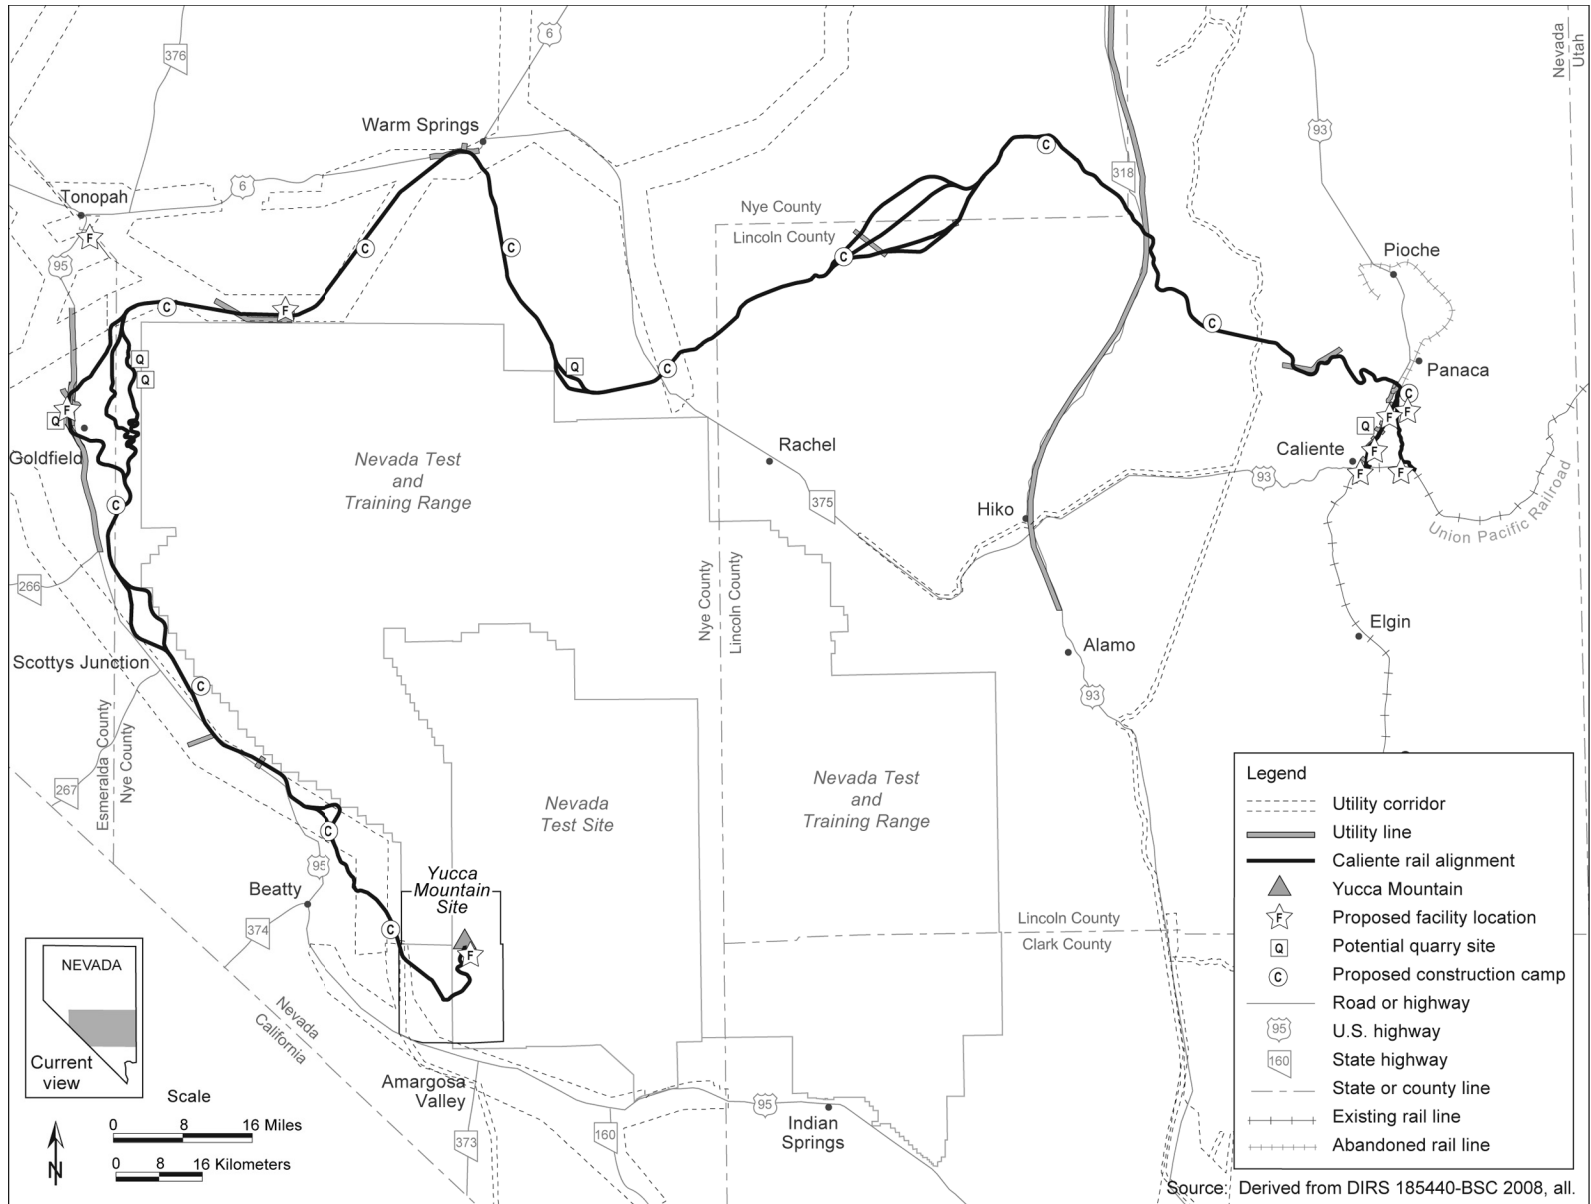 6
376
Nevada
Utah
Warm Springs
93
318
6
Tonopah
F
C
C
C
Nye County
Lincoln County
C
95
Pioche
C
F
C
Q
Q
Q
C
Panaca
C
F
Q
Goldfield
F
F
Q
Rachel
Caliente
F
F
F
Nevada Test
and
Training Range
93
375
C
Hiko
Union Pacific Railroad
266
Nye County
Lincoln County
Elgin
Scottys Junction
Alamo
C
93
Esmeralda County
Nye County
267
Nevada
Test Site
Nevada Test
and
Training Range
C
95
Beatty
Yucca
Mountain
Site
374
C
F
Lincoln County
Clark County
NEVADA
Current
view
Nevada
California
Scale
0 8 16 Miles
0 8 16 Kilometers
N
Amargosa
Valley
373
160
95
Indian
Springs
Legend
Utility corridor
Utility line
Caliente rail alignment
Yucca Mountain
F Proposed facility location
Q Potential quarry site
C Proposed construction camp
Road or highway
95 U.S. highway
160 State highway
State or county line
Existing rail line
Abandoned rail line
Source: Derived from DIRS 185440-BSC 2008, all.